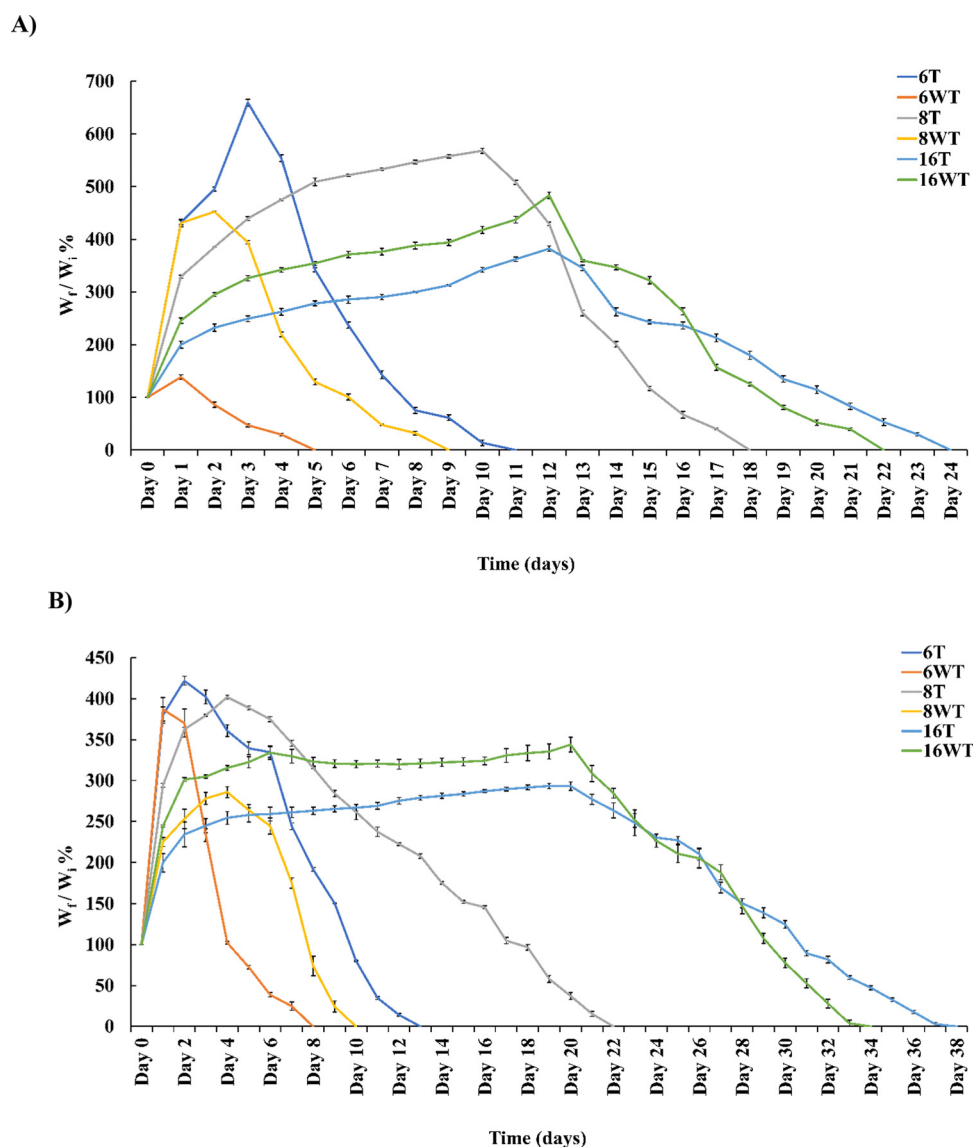 A)
700
600
500
400
300
200
100
0
W_f / W_i %
6T
6WT
8T
8WT
16T
16WT
Day 0
Day 1
Day 2
Day 3
Day 4
Day 5
Day 6
Day 7
Day 8
Day 9
Day 10
Day 11
Day 12
Day 13
Day 14
Day 15
Day 16
Day 17
Day 18
Day 19
Day 20
Day 21
Day 22
Day 23
Day 24
Time (days)
B)
450
400
350
300
250
200
150
100
50
0
W_f / W_i %
6T
6WT
8T
8WT
16T
16WT
Day 0
Day 2
Day 4
Day 6
Day 8
Day 10
Day 12
Day 14
Day 16
Day 18
Day 20
Day 22
Day 24
Day 26
Day 28
Day 30
Day 32
Day 34
Day 36
Day 38
Time (days)